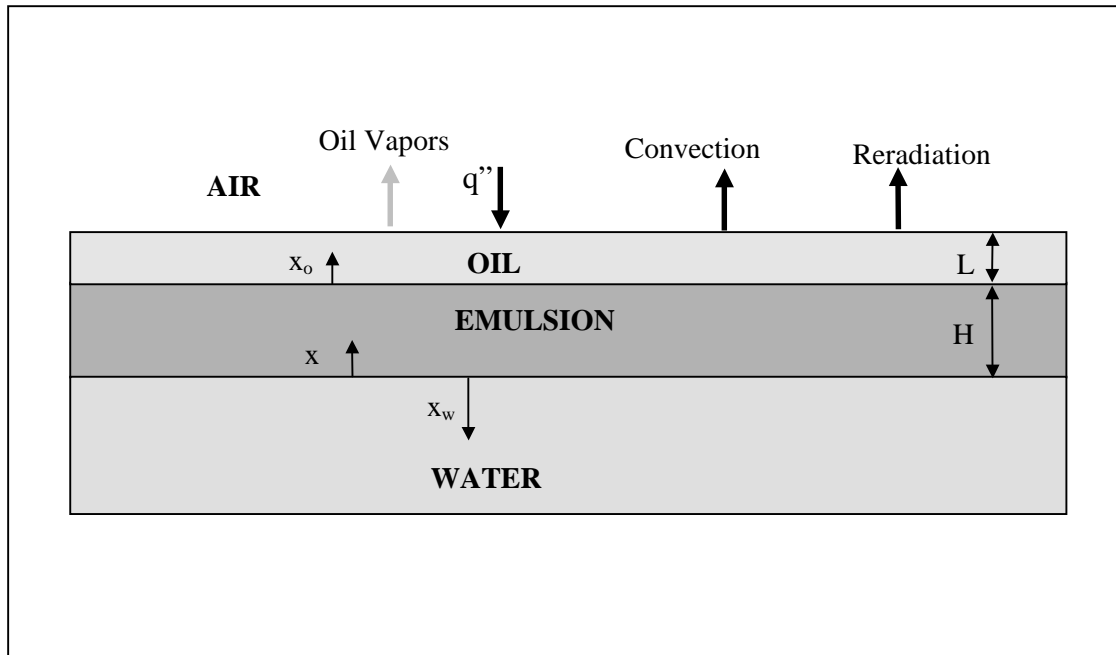 Oil Vapors
q”
Convection
Reradiation
AIR
xo
OIL
L
EMULSION
H
x
xw
WATER